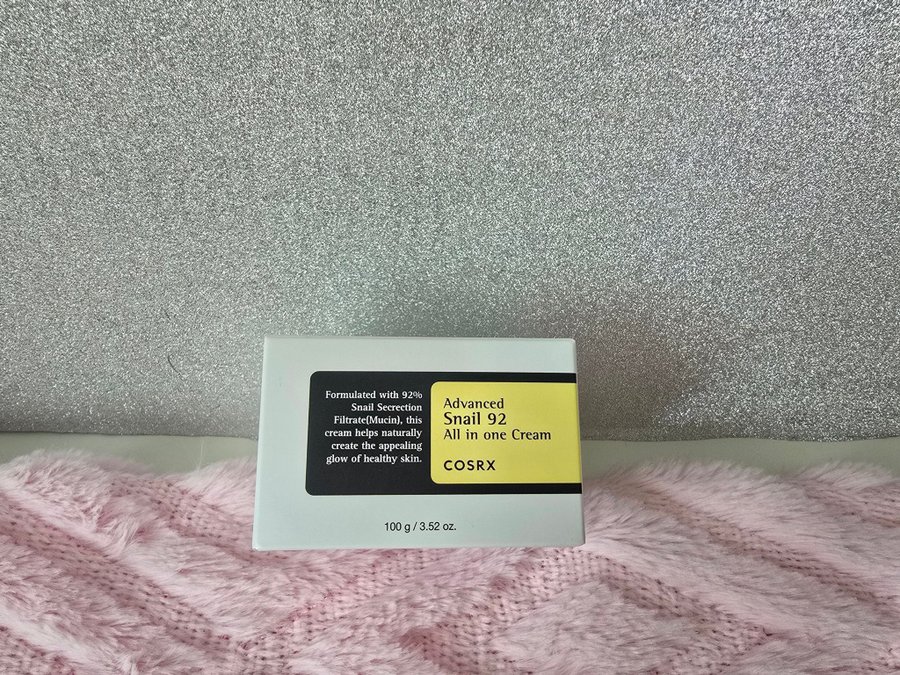 Formulated with 92%
Snail Secrection
Filtrate(Mucin), this
cream helps naturally
create the appealing
glow of healthy skin.
Advanced
Snail 92
All in one Cream
COSRX
100 g / 3.52 oz.